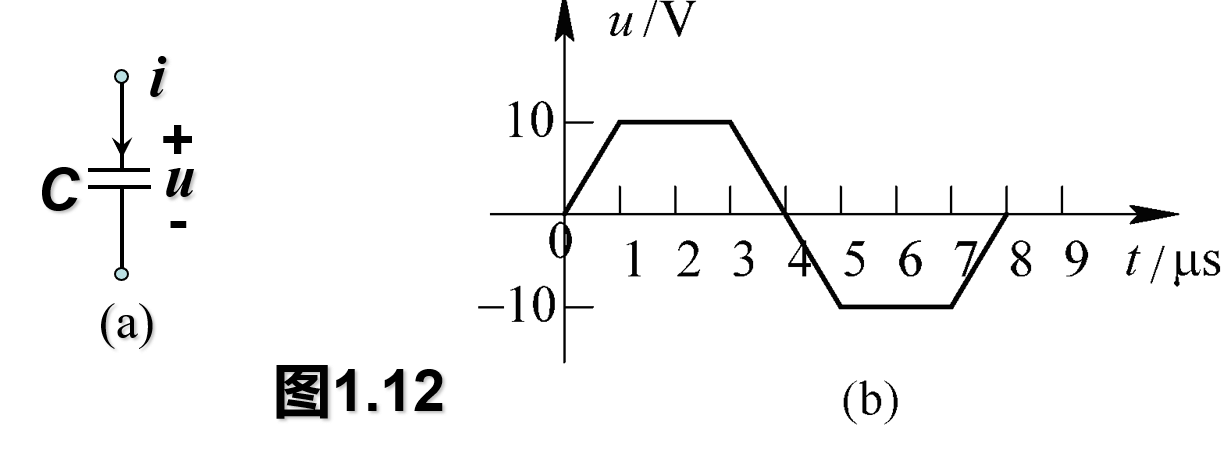 i
+
C
u
-
(a)
图1.12
u/V
10
0
1 2 3 4 5 6 7 8 9 t/μs
−10
(b)